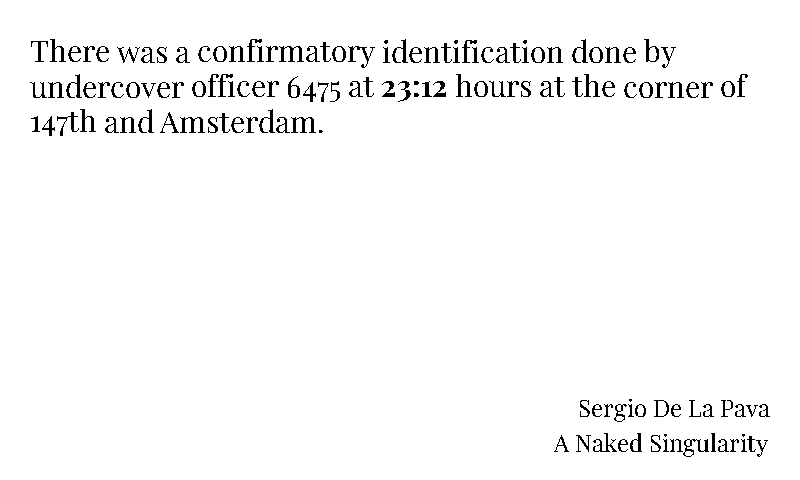 There was a confirmatory identification done by
undercover officer 6475 at 23:12 hours at the corner of
147th and Amsterdam.
Sergio De La Pava
A Naked Singularity